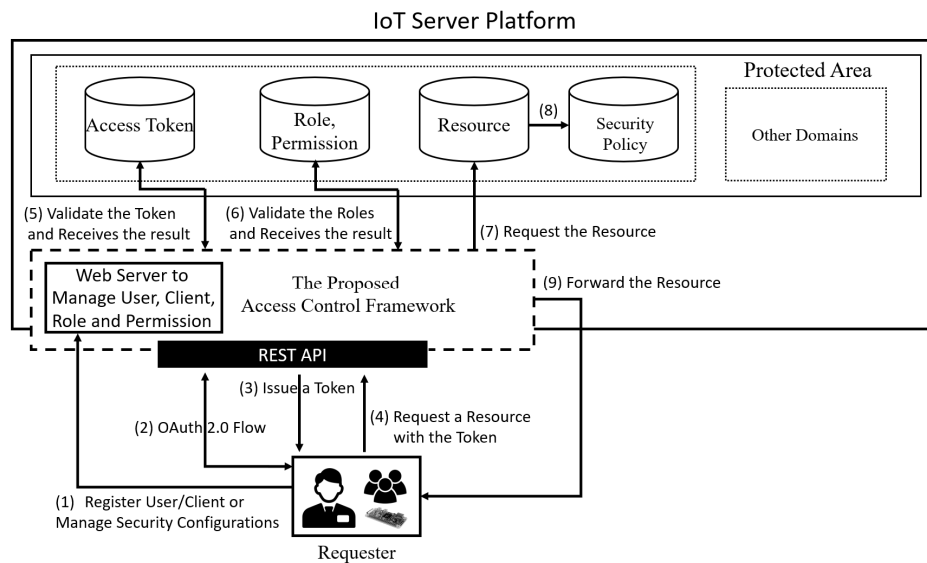 IoT Server Platform
Protected Area
Access Token
Role,
Permission
Resource
(8)
Security
Policy
Other Domains
(5) Validate the Token
and Receives the result
(6) Validate the Roles
and Receives the result
(7) Request the Resource
Web Server to
Manage User, Client,
Role and Permission
The Proposed
Access Control Framework
(9) Forward the Resource
REST API
(3) Issue a Token
(2) OAuth 2.0 Flow
(4) Request a Resource
with the Token
(1) Register User/Client or
Manage Security Configurations
Requester